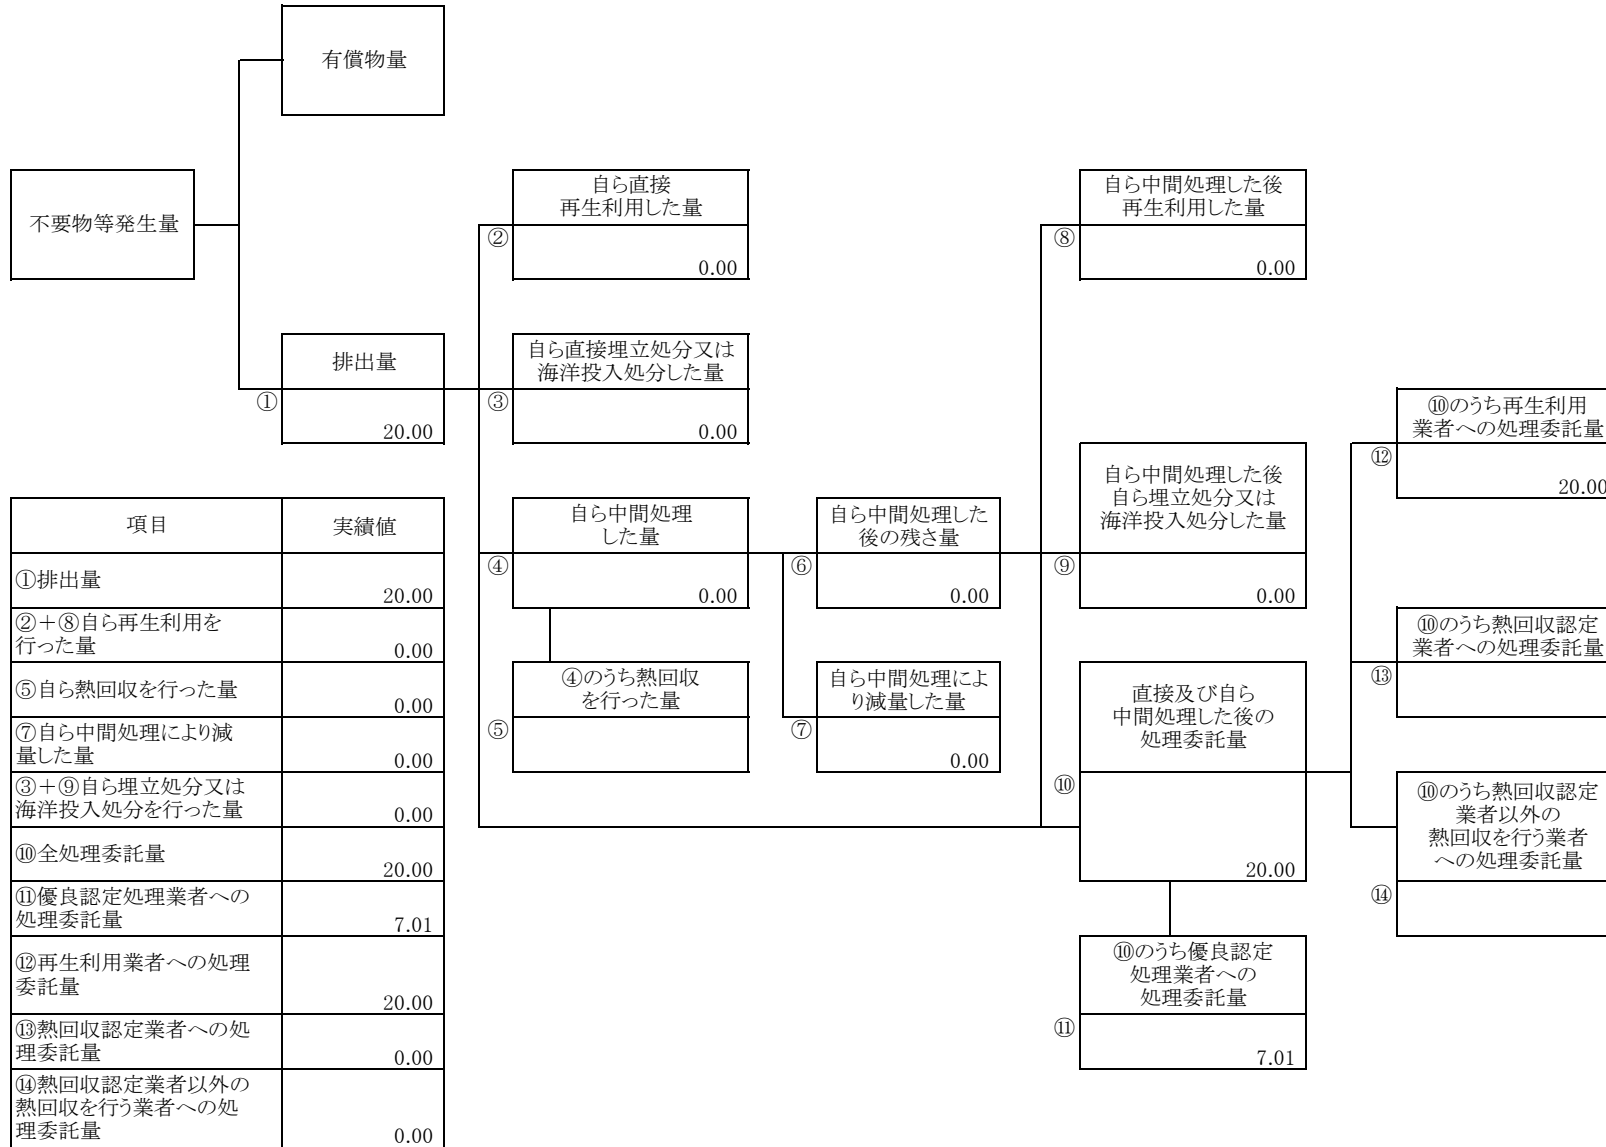 有償物量
不要物等発生量
自ら直接
再生利用した量
②
0.00
自ら中間処理した後
再生利用した量
⑧
0.00
排出量
①
20.00
自ら直接埋立処分又は
海洋投入処分した量
③
0.00
⑩のうち再生利用
業者への処理委託量
⑫
20.00
自ら中間処理
した量
④
0.00
自ら中間処理した
後の残さ量
⑥
0.00
自ら中間処理した後
自ら埋立処分又は
海洋投入処分した量
⑨
0.00
⑩のうち熱回収認定
業者への処理委託量
⑬
④のうち熱回収
を行った量
⑤
自ら中間処理によ
り減量した量
⑦
0.00
直接及び自ら
中間処理した後の
処理委託量
⑩
20.00
⑩のうち熱回収認定
業者以外の
熱回収を行う業者
への処理委託量
⑭
⑩のうち優良認定
処理業者への
処理委託量
⑪
7.01
項目 実績値
①排出量
20.00
②+⑧自ら再生利用を
行った量
0.00
⑤自ら熱回収を行った量
0.00
⑦自ら中間処理により減
量した量
0.00
③+⑨自ら埋立処分又は
海洋投入処分を行った量
0.00
⑩全処理委託量
20.00
⑪優良認定処理業者への
処理委託量
7.01
⑫再生利用業者への処理
委託量
20.00
⑬熱回収認定業者への処
理委託量
0.00
⑭熱回収認定業者以外の
熱回収を行う業者への処
理委託量
0.00